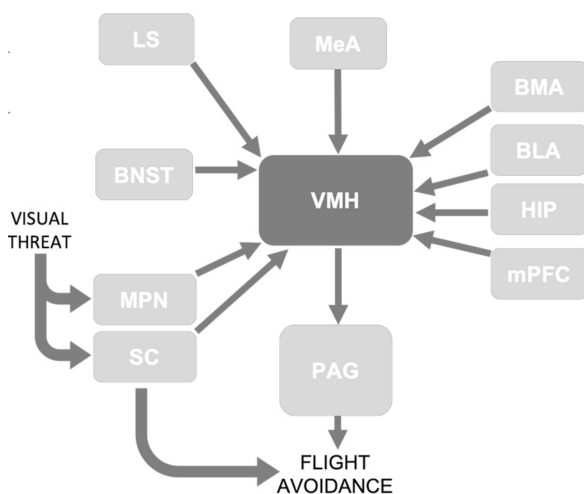 LS
MeA
BMA
BLA
BNST
HIP
VMH
VISUAL
THREAT
mPFC
MPN
SC
PAG
FLIGHT
AVOIDANCE